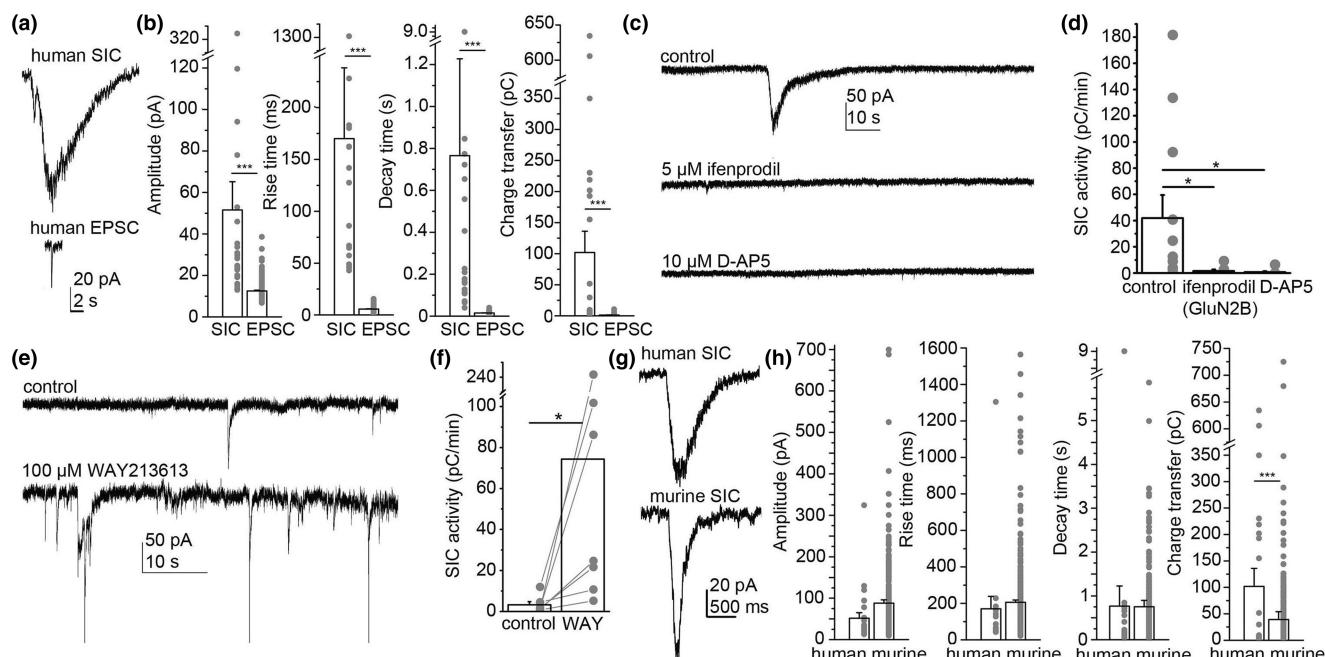 (a)
human SIC
human EPSC
20 pA
2 s
(b)
Amplitude (pA)
320
120
100
80
60
40
20
0
***
SIC EPSC
Rise time (ms)
1300
200
150
100
50
0
***
SIC EPSC
Decay time (s)
9.0
1.2
1.0
0.8
0.6
0.4
0.2
0.0
***
SIC EPSC
Charge transfer (pC)
650
600
350
300
250
200
150
100
50
0
***
SIC EPSC
(c)
control
50 pA
10 s
5 µM ifenprodil
10 µM D-AP5
(d)
SIC activity (pC/min)
180
160
140
120
100
80
60
40
20
0
*
*
control ifenprodil D-AP5
(GluN2B)
(e)
control
100 µM WAY213613
50 pA
10 s
(f)
SIC activity (pC/min)
240
100
80
60
40
20
0
*
control WAY
(g)
human SIC
murine SIC
20 pA
500 ms
(h)
Amplitude (pA)
700
600
500
400
300
200
100
0
human murine
Rise time (ms)
1600
1400
1200
1000
800
600
400
200
0
human murine
Decay time (s)
9
6
5
4
3
2
1
0
human murine
Charge transfer (pC)
750
700
650
600
550
500
450
350
300
250
200
150
100
50
0
***
human murine